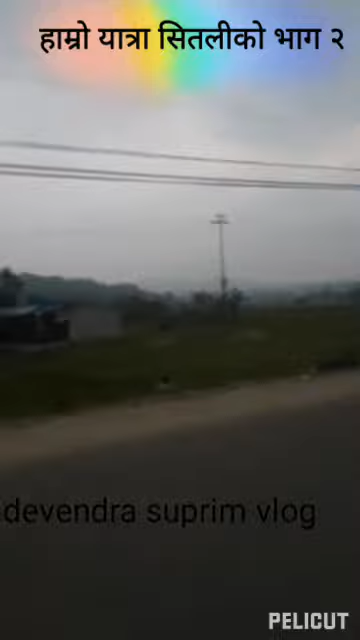 हाम्रो यात्रा सितलीको भाग २
devendra suprim vlog
PELICUT